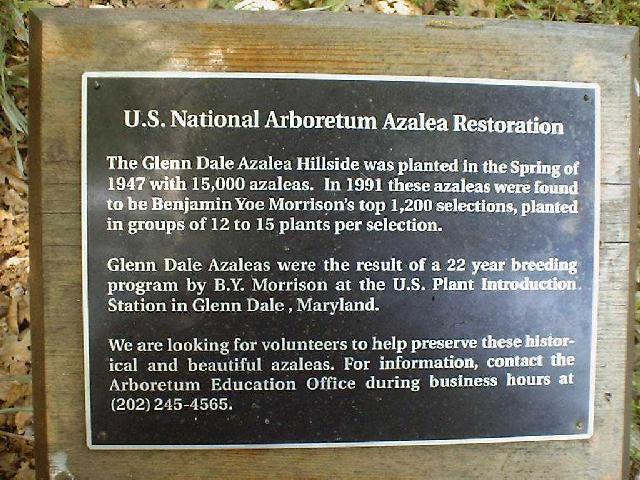 U.S. National Arboretum Azalea Restoration
The Glenn Dale Azalea Hillside was planted in the Spring of
1947 with 15,000 azaleas. In 1991 these azaleas were found
to be Benjamin Yoe Morrison's top 1,200 selections, planted
in groups of 12 to 15 plants per selection.
Glenn Dale Azaleas were the result of a 22 year breeding
program by B.Y. Morrison at the U.S. Plant Introduction
Station in Glenn Dale , Maryland.
We are looking for volunteers to help preserve these histor-
ical and beautiful azaleas. For information, contact the
Arboretum Education Office during business hours at
(202) 245-4565.